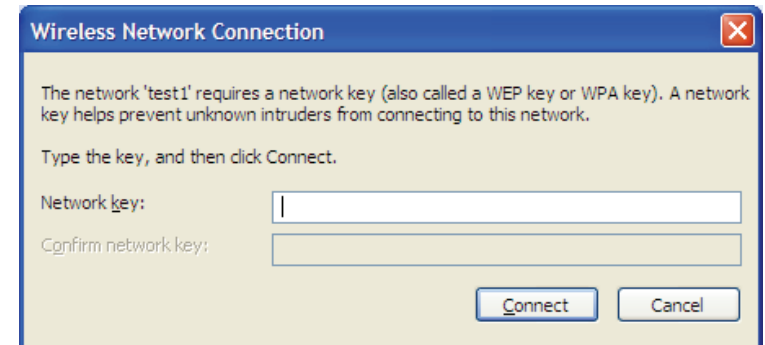 Wireless Network Connection
The network 'test1' requires a network key (also called a WEP key or WPA key). A network
key helps prevent unknown intruders from connecting to this network.
Type the key, and then click Connect.
Network key:
Confirm network key:
Connect Cancel